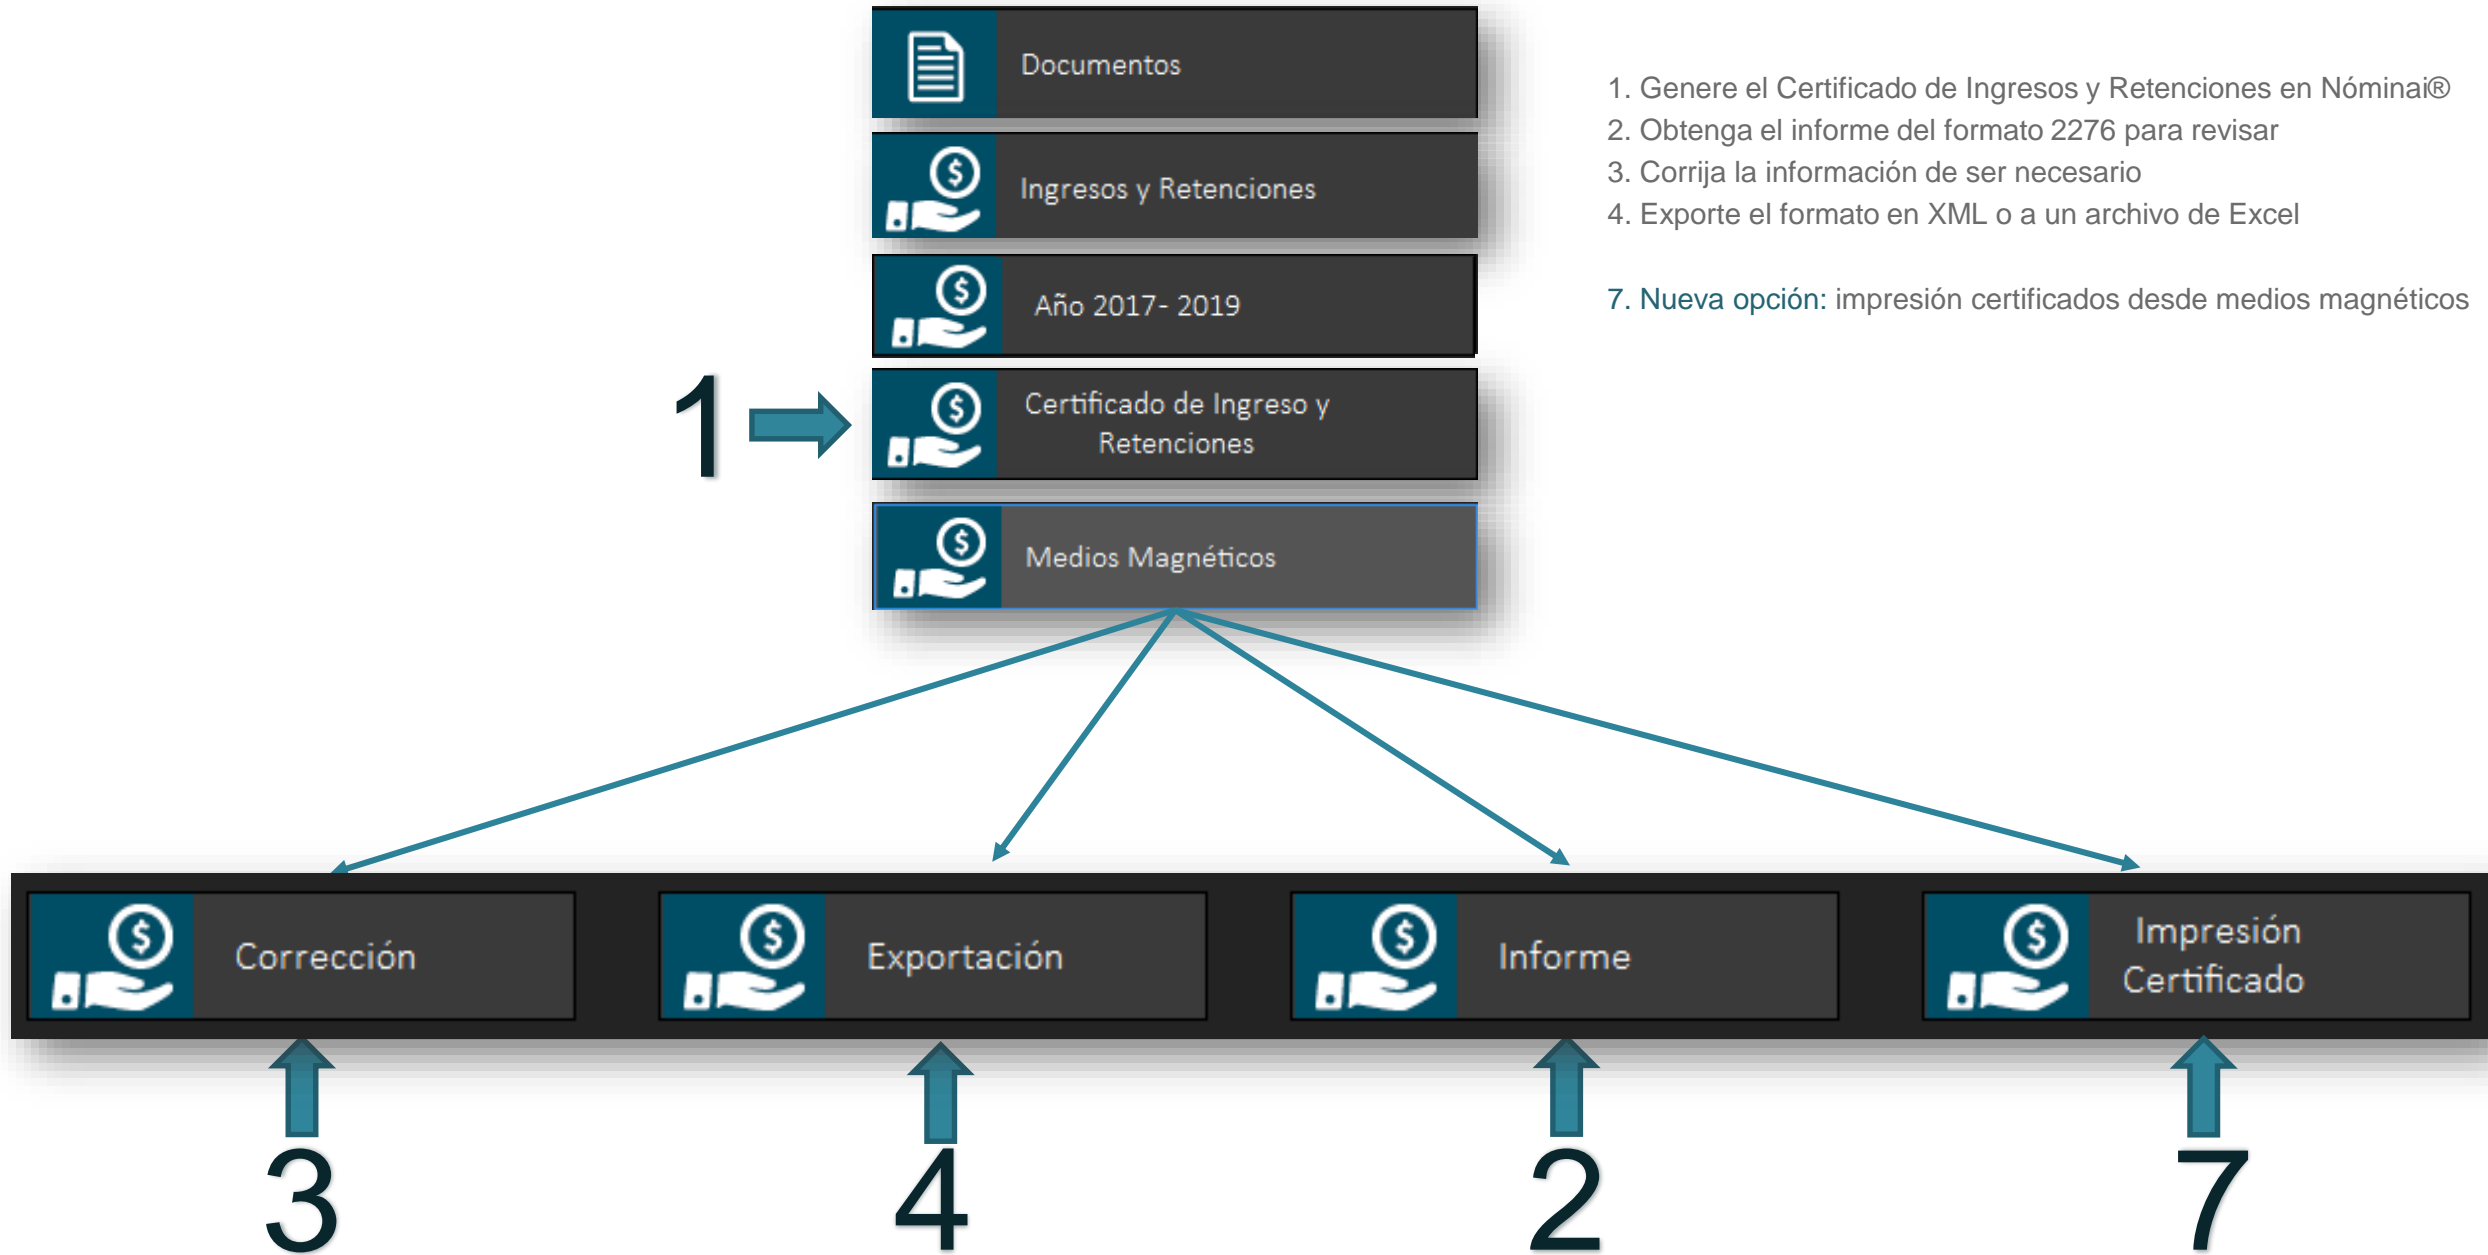 Documentos
Ingresos y Retenciones
Año 2017- 2019
1
Certificado de Ingreso y
Retenciones
Medios Magnéticos
1. Genere el Certificado de Ingresos y Retenciones en Nóminai®
2. Obtenga el informe del formato 2276 para revisar
3. Corrija la información de ser necesario
4. Exporte el formato en XML o a un archivo de Excel
7. Nueva opción: impresión certificados desde medios magnéticos
Corrección
Exportación
Informe
Impresión
Certificado
3
4
2
7